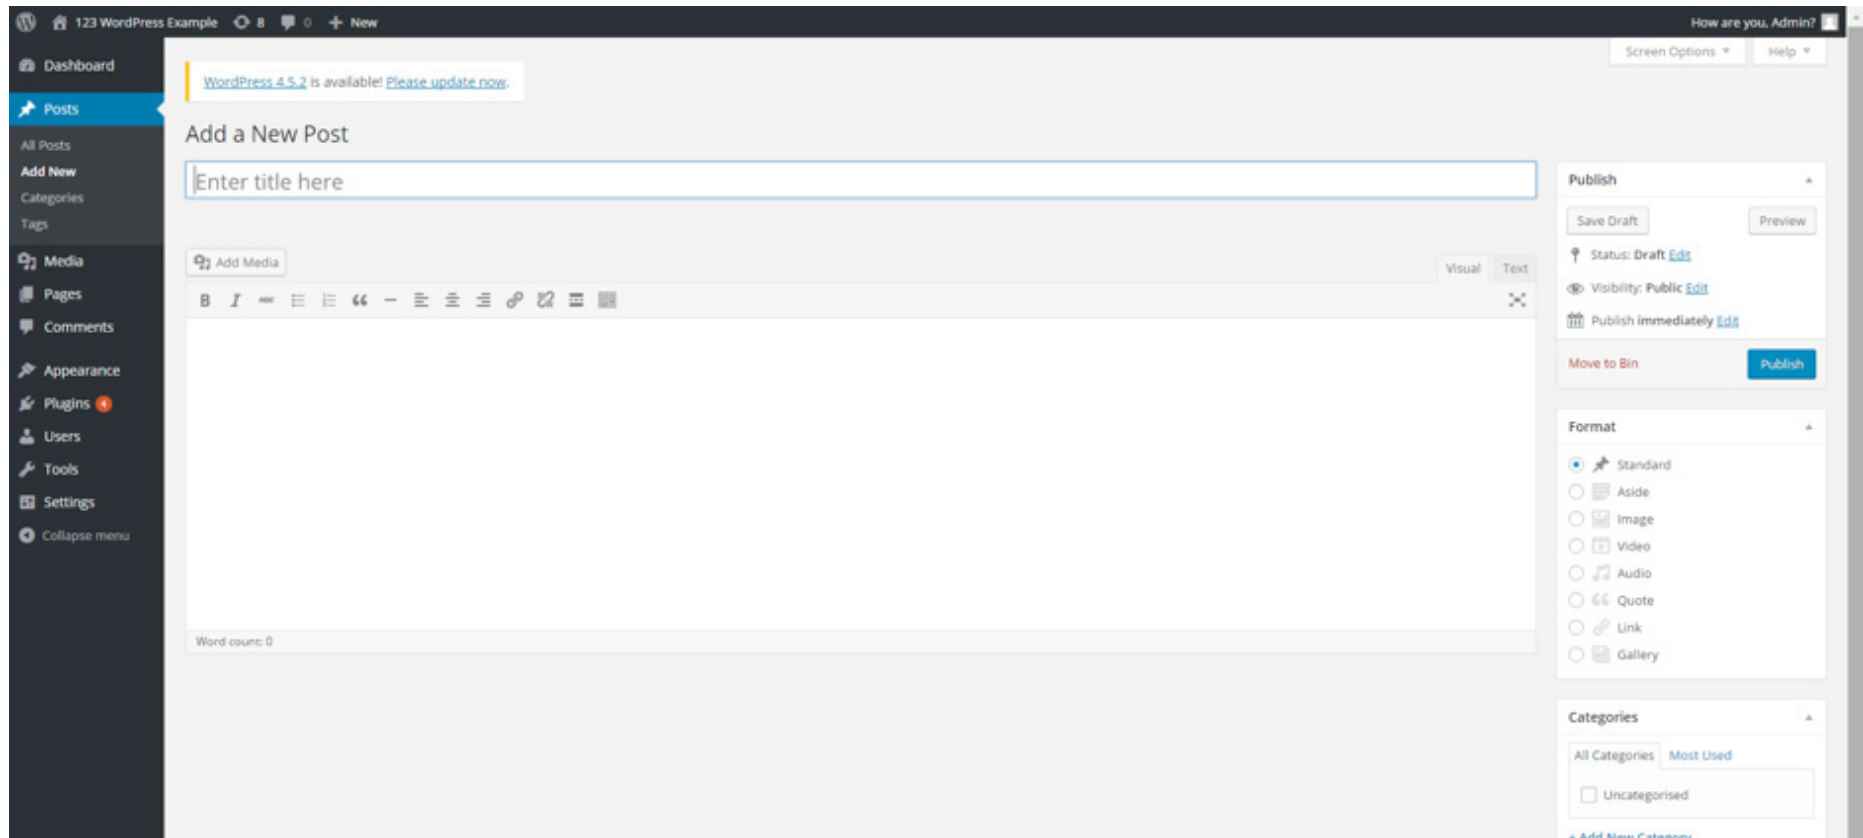 123 WordPress Example 8 0 New
How are you, Admin?
Dashboard
Posts
All Posts
Add New
Categories
Tags
Media
Pages
Comments
Appearance
Plugins 4
Users
Tools
Settings
Collapse menu
Screen Options Help
WordPress 4.5.2 is available! Please update now.
Add a New Post
Enter title here
Add Media
Visual Text
B I ABC
Word count: 0
Publish
Save Draft Preview
Status: Draft Edit
Visibility: Public Edit
Publish immediately Edit
Move to Bin Publish
Format
Standard
Aside
Image
Video
Audio
Quote
Link
Gallery
Categories
All Categories Most Used
Uncategorised
+ Add New Category